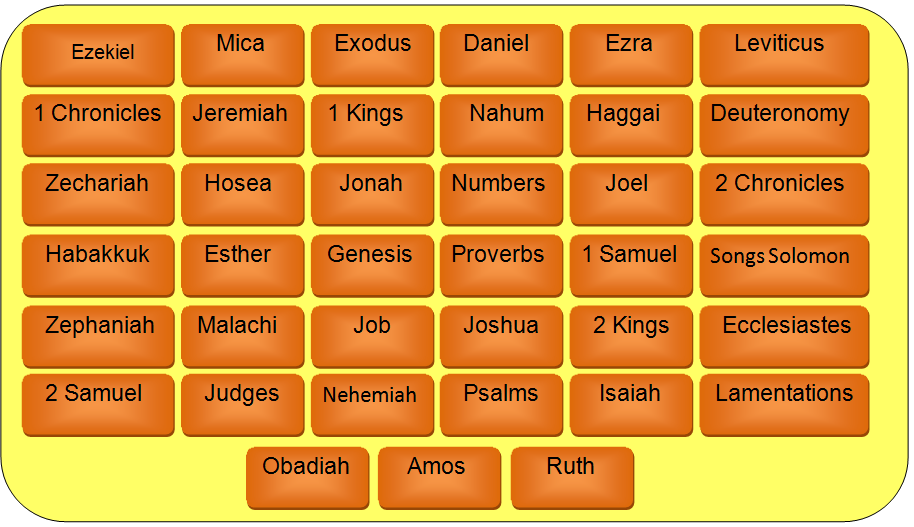 Ezekiel
Mica
Exodus
Daniel
Ezra
Leviticus
1 Chronicles
Jeremiah
1 Kings
Nahum
Haggai
Deuteronomy
Zechariah
Hosea
Jonah
Numbers
Joel
2 Chronicles
Habakkuk
Esther
Genesis
Proverbs
1 Samuel
Songs Solomon
Zephaniah
Malachi
Job
Joshua
2 Kings
Ecclesiastes
2 Samuel
Judges
Nehemiah
Psalms
Isaiah
Lamentations
Obadiah
Amos
Ruth